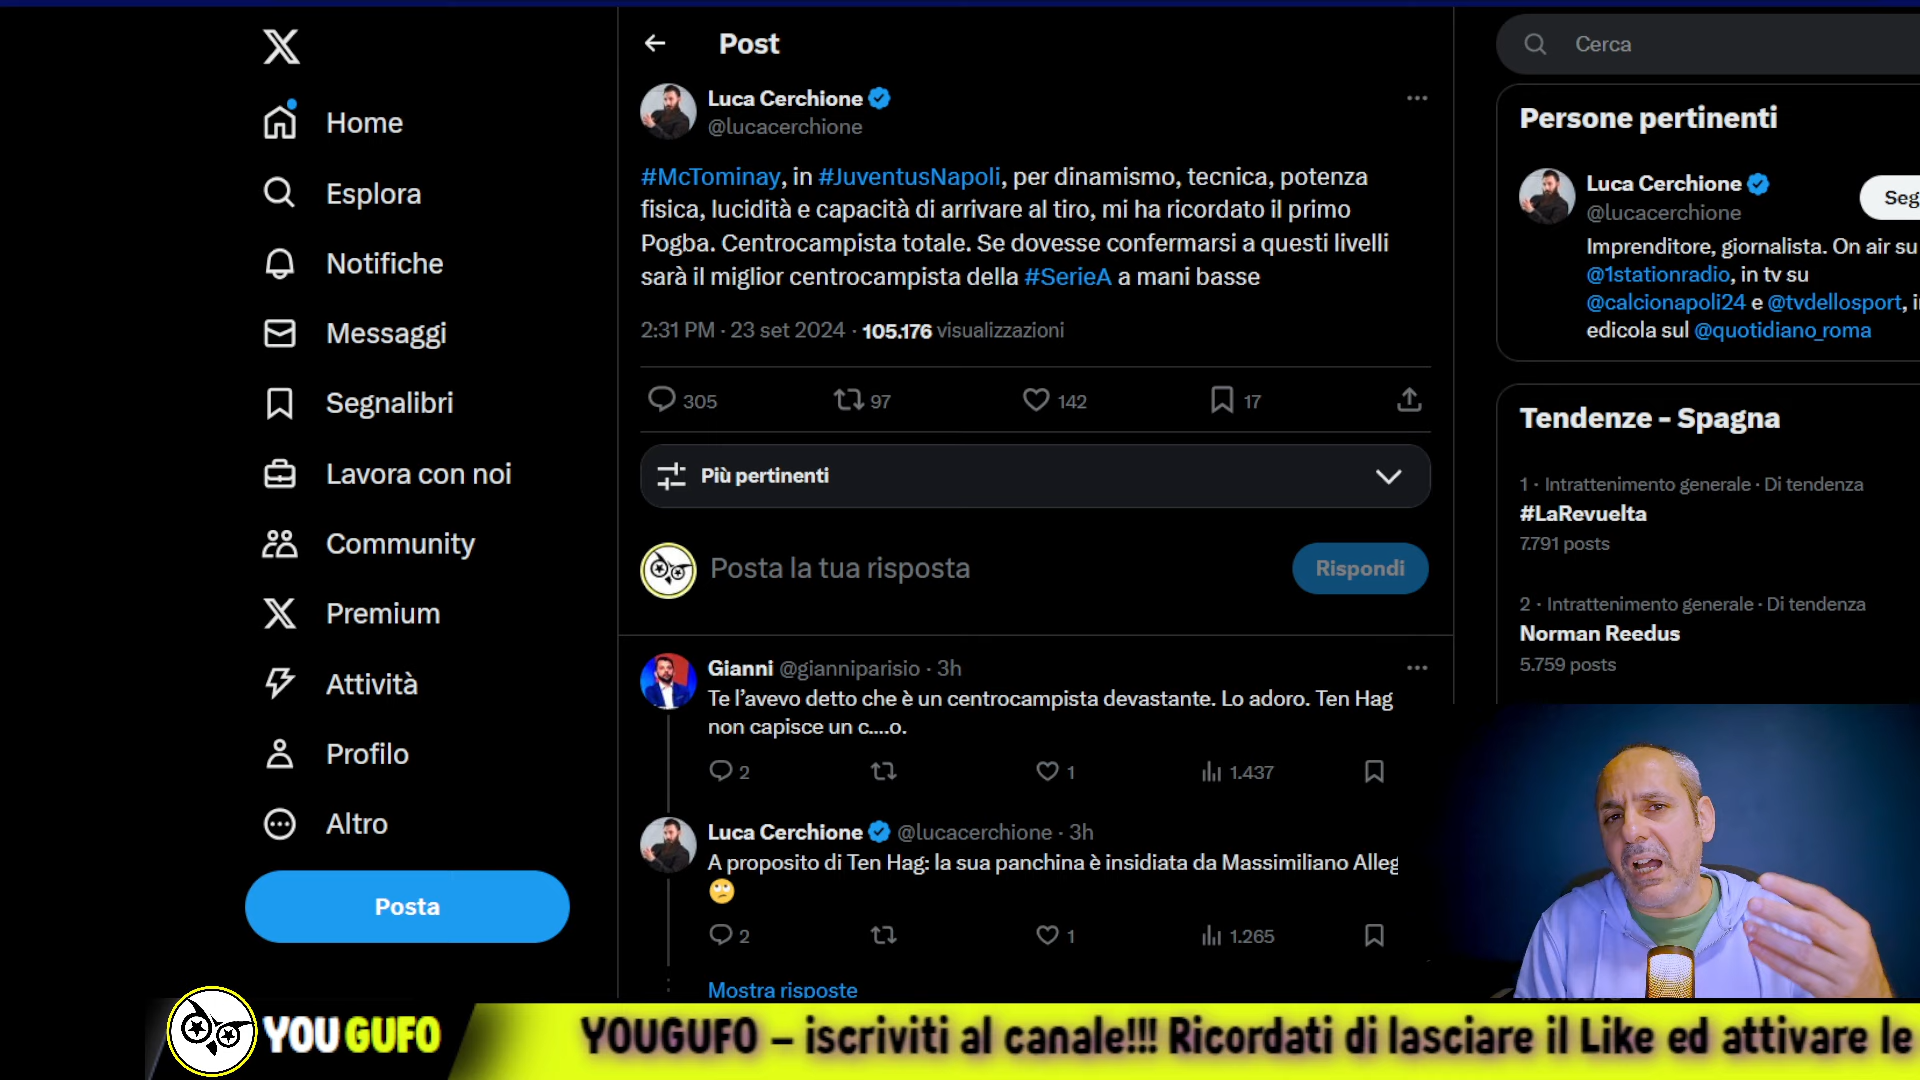 Home
Esplora
Notifiche
Messaggi
Segnalibri
Lavora con noi
Community
Premium
Attività
Profilo
Altro
Posta
Post
Luca Cerchione
@lucacerchione
#McTominay, in #JuventusNapoli, per dinamismo, tecnica, potenza
fisica, lucidità e capacità di arrivare al tiro, mi ha ricordato il primo
Pogba. Centrocampista totale. Se dovesse confermarsi a questi livelli
sarà il miglior centrocampista della #SerieA a mani basse
2:31 PM · 23 set 2024 · 105.176 visualizzazioni
305 97 142 17
Più pertinenti
Posta la tua risposta
Rispondi
Gianni @gianniparisio · 3h
Te l'avevo detto che è un centrocampista devastante. Lo adoro. Ten Hag
non capisce un c....o.
2 1 1.437
Luca Cerchione @lucacerchione · 3h
A proposito di Ten Hag: la sua panchina è insidiata da Massimiliano Alleg
2 1 1.265
Mostra risposte
Cerca
Persone pertinenti
Luca Cerchione
Seg
@lucacerchione
Imprenditore, giornalista. On air su
@1stationradio, in tv su
@calcionapoli24 e @tvdellosport, in
edicola sul @quotidiano_roma
Tendenze - Spagna
1 · Intrattenimento generale · Di tendenza
#LaRevuelta
7.791 posts
2 · Intrattenimento generale · Di tendenza
Norman Reedus
5.759 posts
YOUGUFO
YOUGUFO – iscriviti al canale!!! Ricordati di lasciare il Like ed attivare le